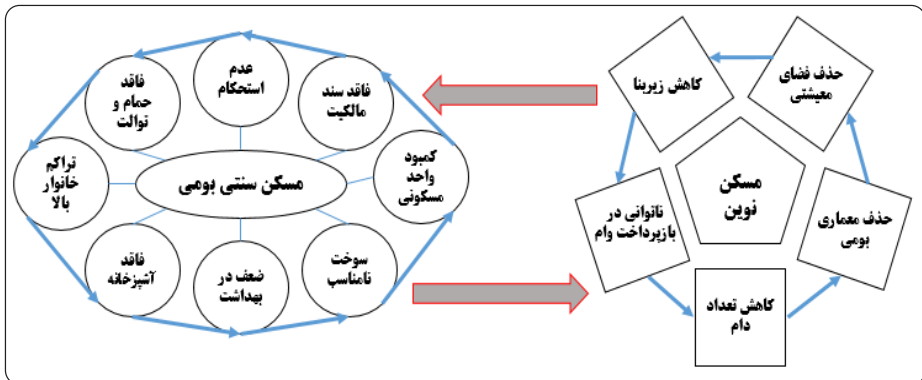 حذف فضای
معیشتی
کاهش زیربنا
مسکن
نوین
حذف معماری
بومی
ناتوانی در
بازپرداخت وام
کاهش تعداد
دام
عدم
استحکام
فاقد سند
مالکیت
فاقد
حمام و
توالت
کمبود
واحد
مسکونی
مسکن سنتی بومی
تراکم
خانوار
بالا
سوخت
نامناسب
ضعف در
بهداشت
فاقد
آشپزخانه